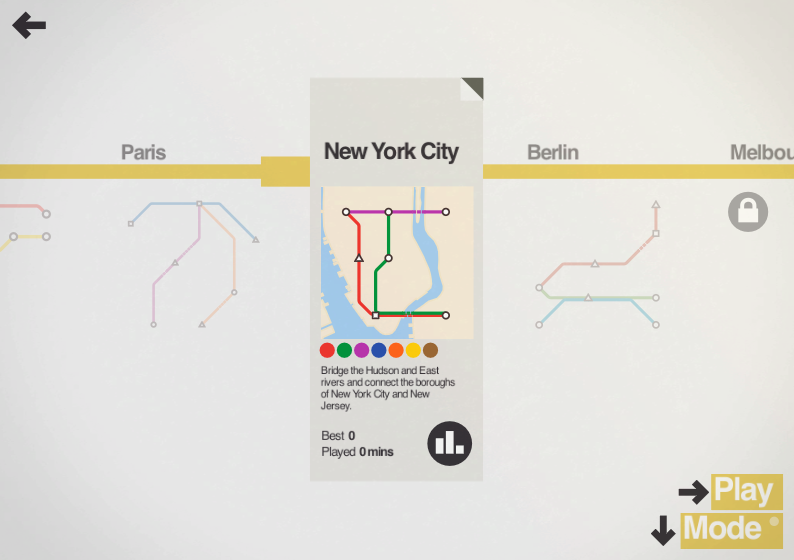 Paris
New York City
Berlin
Melbou
Bridge the Hudson and East
rivers and connect the boroughs
of New York City and New
Jersey.
Best 0
Played 0 mins
Play
Mode